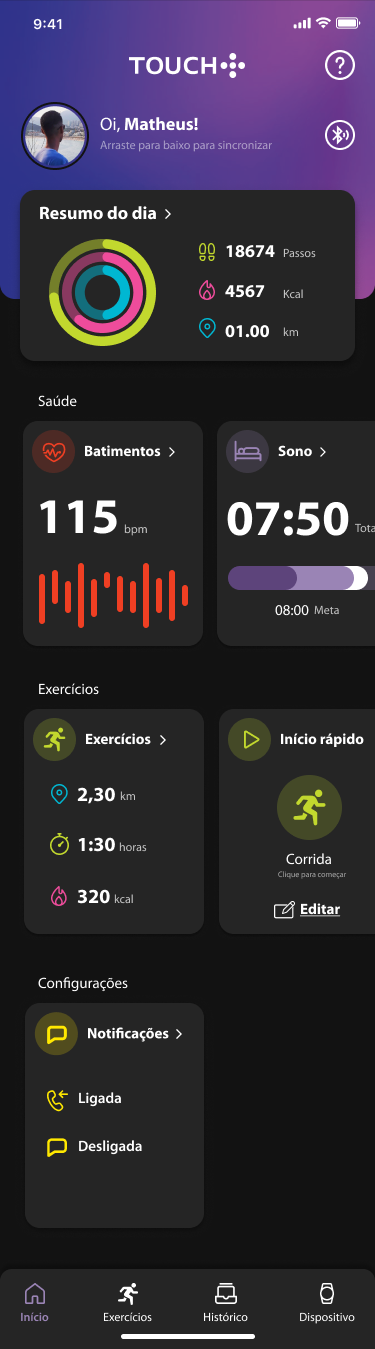 9:41
TOUCH
?
Oi, Matheus!
Arraste para baixo para sincronizar
Resumo do dia >
18674 Passos
4567 Kcal
01.00 km
Saúde
Batimentos >
115 bpm
Sono >
07:50
08:00 Meta
Exercícios
Exercícios >
2,30 km
1:30 horas
320 kcal
Início rápido
Corrida
Clique para começar
Editar
Configurações
Notificações >
Ligada
Desligada
Início Exercícios Histórico Dispositivo